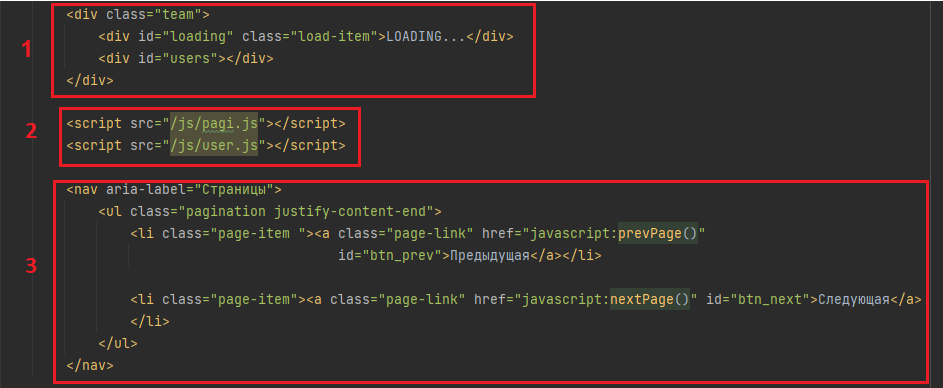 <div class="team">
1
<div id="loading" class="load-item">LOADING...</div>
<div id="users"></div>
</div>
2
<script src="/js/pagi.js"></script>
<script src="/js/user.js"></script>
3
<nav aria-label="Страницы">
<ul class="pagination justify-content-end">
<li class="page-item "><a class="page-link" href="javascript:prevPage()"
id="btn_prev">Предыдущая</a></li>
<li class="page-item"><a class="page-link" href="javascript:nextPage()" id="btn_next">Следующая</a>
</li>
</ul>
</nav>